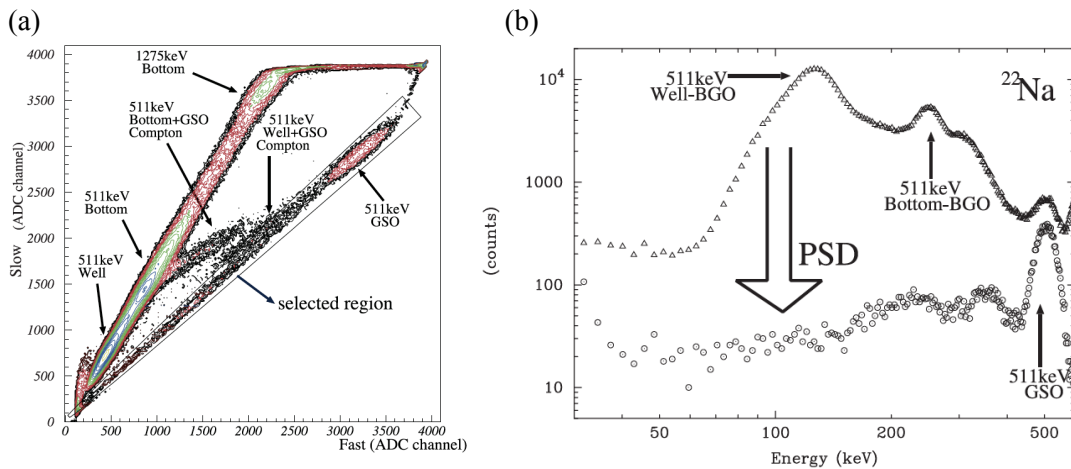 (a)
(b)
4000
3500
3000
2500
2000
1500
1000
500
0
Slow (ADC channel)
0 500 1000 1500 2000 2500 3000 3500 4000
Fast (ADC channel)
1275keV
Bottom
511keV
Bottom+GSO
Compton
511keV
Well+GSO
Compton
511keV
Bottom
511keV
GSO
511keV
Well
selected region
10⁴
1000
100
10
(counts)
50 100 200 500
Energy (keV)
²²Na
511keV
Well-BGO
511keV
Bottom-BGO
PSD
511keV
GSO